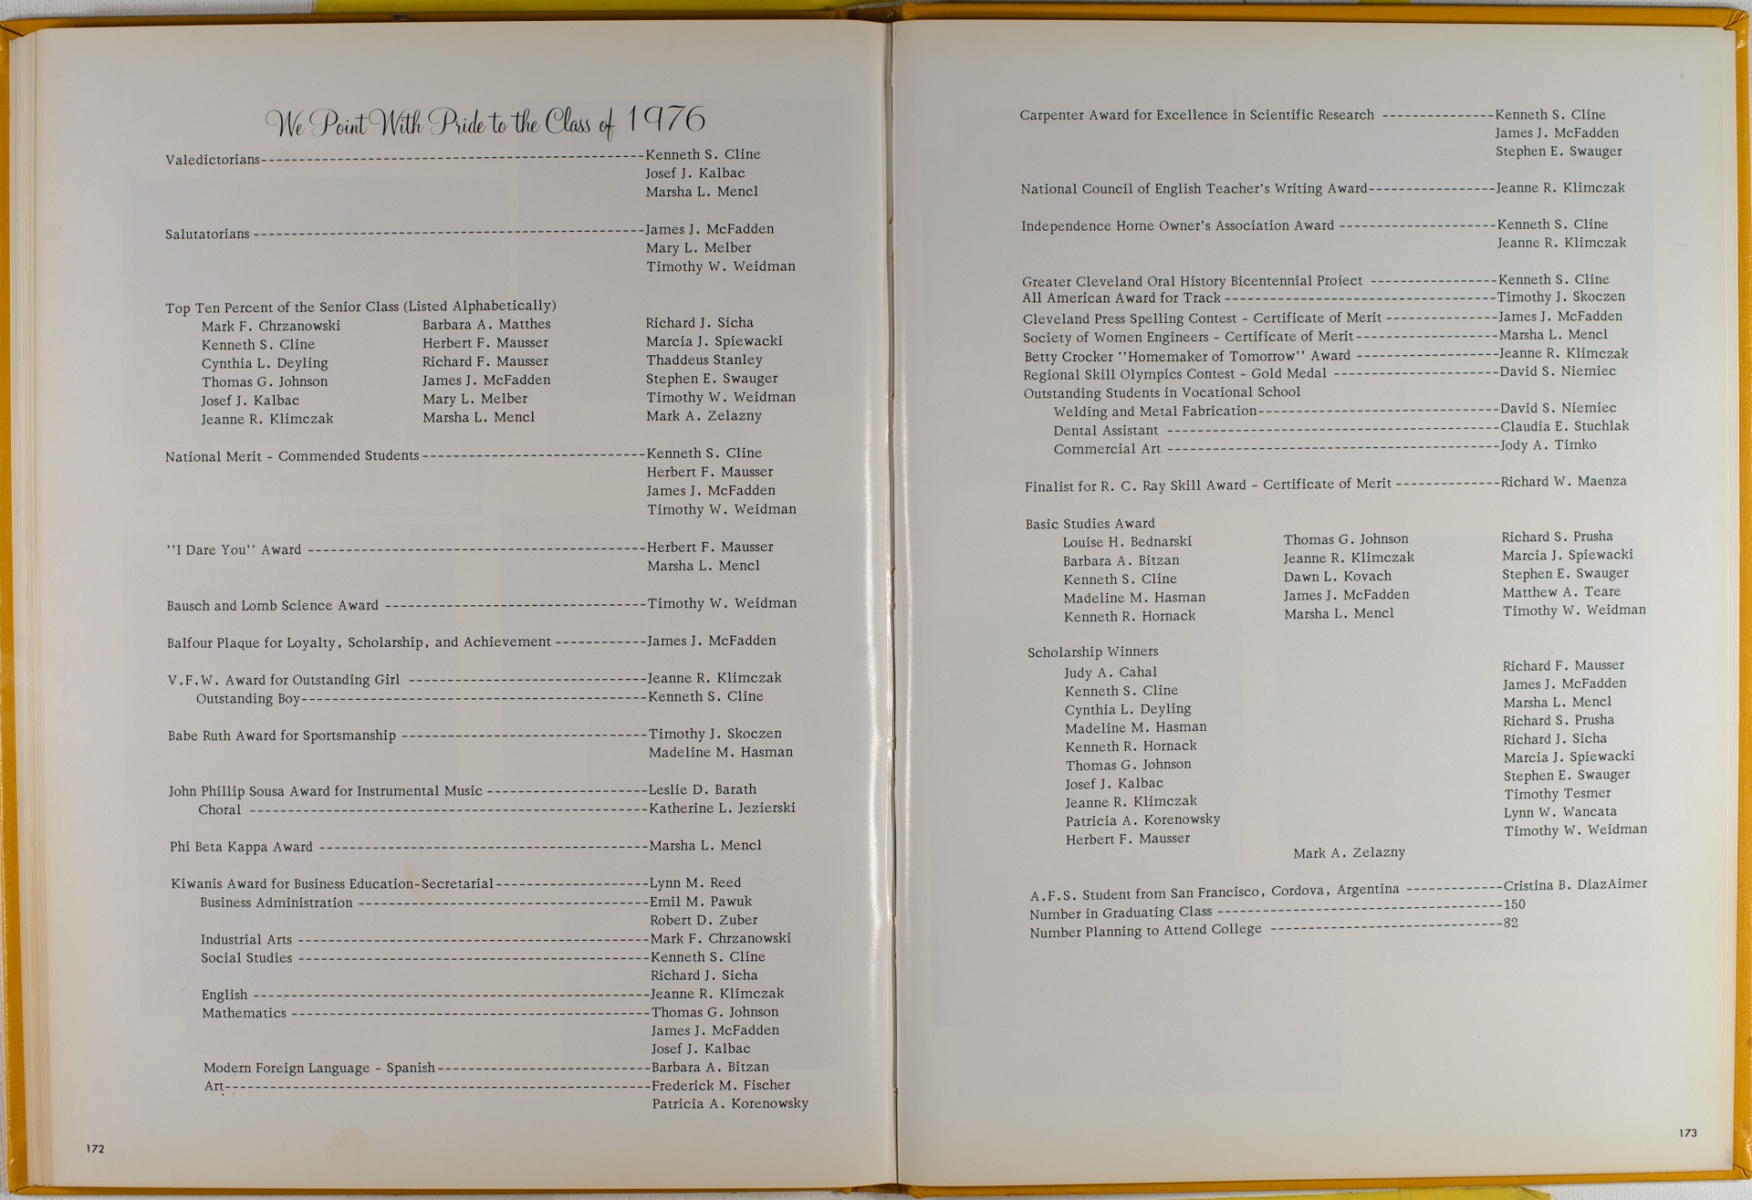 We Point With Pride to the Class of 1976
Valedictorians---Kenneth S. Cline
Josef J. Kalbac
Marsha L. Mencl
Salutatorians ---James J. McFadden
Mary L. Melber
Timothy W. Weidman
Top Ten Percent of the Senior Class (Listed Alphabetically)
Mark F. Chrzanowski Barbara A. Matthes Richard J. Sicha
Kenneth S. Cline Herbert F. Mausser Marcia J. Spiewacki
Cynthia L. Deyling Richard F. Mausser Thaddeus Stanley
Thomas G. Johnson James J. McFadden Stephen E. Swauger
Josef J. Kalbac Mary L. Melber Timothy W. Weidman
Jeanne R. Klimczak Marsha L. Mencl Mark A. Zelazny
National Merit - Commended Students ---Kenneth S. Cline
Herbert F. Mausser
James J. McFadden
Timothy W. Weidman
"I Dare You" Award ---Herbert F. Mausser
Marsha L. Mencl
Bausch and Lomb Science Award ---Timothy W. Weidman
Balfour Plaque for Loyalty, Scholarship, and Achievement ---James J. McFadden
V.F.W. Award for Outstanding Girl ---Jeanne R. Klimczak
Outstanding Boy---Kenneth S. Cline
Babe Ruth Award for Sportsmanship ---Timothy J. Skoczen
Madeline M. Hasman
John Phillip Sousa Award for Instrumental Music ---Leslie D. Barath
Choral ---Katherine L. Jezierski
Phi Beta Kappa Award ---Marsha L. Mencl
Kiwanis Award for Business Education-Secretarial---Lynn M. Reed
Business Administration ---Emil M. Pawuk
Robert D. Zuber
Industrial Arts ---Mark F. Chrzanowski
Social Studies ---Kenneth S. Cline
Richard J. Sicha
English ---Jeanne R. Klimczak
Mathematics ---Thomas G. Johnson
James J. McFadden
Josef J. Kalbac
Modern Foreign Language - Spanish---Barbara A. Bitzan
Art---Frederick M. Fischer
Patricia A. Korenowsky
172
Carpenter Award for Excellence in Scientific Research ---Kenneth S. Cline
James J. McFadden
Stephen E. Swauger
National Council of English Teacher's Writing Award---Jeanne R. Klimczak
Independence Home Owner's Association Award ---Kenneth S. Cline
Jeanne R. Klimczak
Greater Cleveland Oral History Bicentennial Project ---Kenneth S. Cline
All American Award for Track ---Timothy J. Skoczen
Cleveland Press Spelling Contest - Certificate of Merit ---James J. McFadden
Society of Women Engineers - Certificate of Merit---Marsha L. Mencl
Betty Crocker "Homemaker of Tomorrow" Award ---Jeanne R. Klimczak
Regional Skill Olympics Contest - Gold Medal ---David S. Niemiec
Outstanding Students in Vocational School
Welding and Metal Fabrication---David S. Niemiec
Dental Assistant ---Claudia E. Stuchlak
Commercial Art ---Jody A. Timko
Finalist for R. C. Ray Skill Award - Certificate of Merit ---Richard W. Maenza
Basic Studies Award
Louise H. Bednarski Thomas G. Johnson Richard S. Prusha
Barbara A. Bitzan Jeanne R. Klimczak Marcia J. Spiewacki
Kenneth S. Cline Dawn L. Kovach Stephen E. Swauger
Madeline M. Hasman James J. McFadden Matthew A. Teare
Kenneth R. Hornack Marsha L. Mencl Timothy W. Weidman
Scholarship Winners
Judy A. Cahal Richard F. Mausser
Kenneth S. Cline James J. McFadden
Cynthia L. Deyling Marsha L. Mencl
Madeline M. Hasman Richard S. Prusha
Kenneth R. Hornack Richard J. Sicha
Thomas G. Johnson Marcia J. Spiewacki
Josef J. Kalbac Stephen E. Swauger
Jeanne R. Klimczak Timothy Tesmer
Patricia A. Korenowsky Lynn W. Wancata
Herbert F. Mausser Timothy W. Weidman
Mark A. Zelazny
A.F.S. Student from San Francisco, Cordova, Argentina ---Cristina B. DiazAimer
Number in Graduating Class ---150
Number Planning to Attend College ---82
173